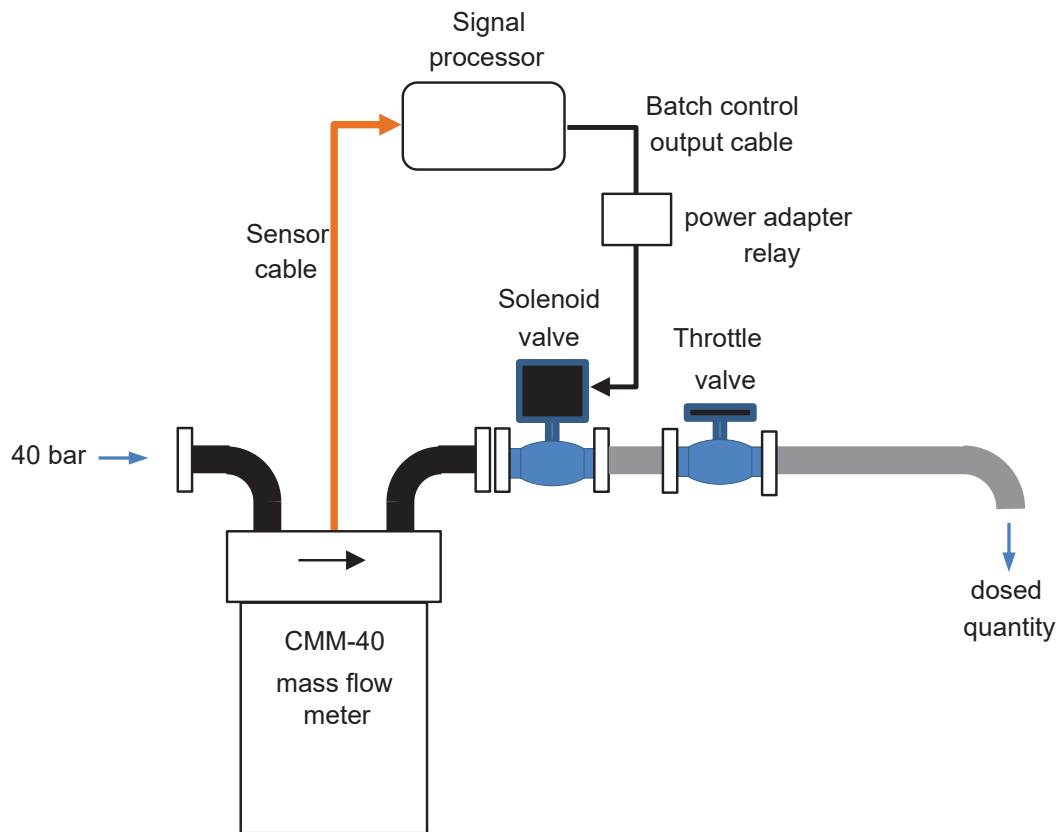 Signal
processor
Batch control
output cable
power adapter
relay
Sensor
cable
Solenoid
valve
Throttle
valve
40 bar
CMM-40
mass flow
meter
dosed
quantity